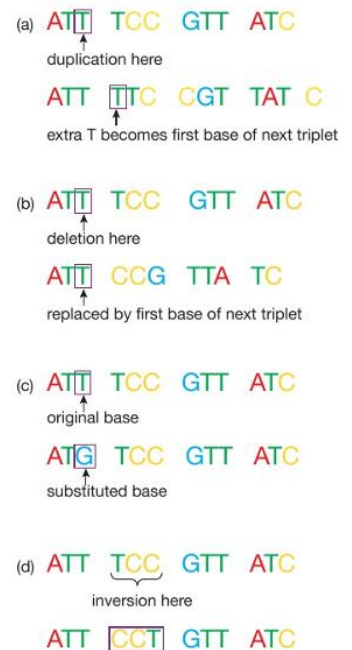 (a) ATT TCC GTT ATC
duplication here
ATT TTC CGT TAT C
extra T becomes first base of next triplet
(b) ATT TCC GTT ATC
deletion here
ATT CCG TTA TC
replaced by first base of next triplet
(c) ATT TCC GTT ATC
original base
ATG TCC GTT ATC
substituted base
(d) ATT TCC GTT ATC
inversion here
ATT CCT GTT ATC